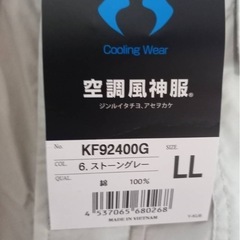 Cooling Wear
空調風神服®
ジンルイタチヨ、アセヲカケ
No. KF92400G
COL. 6. ストーングレー
SIZE LL
QUAL. 綿 100%
4 537065 680268
MADE IN VIETNAM